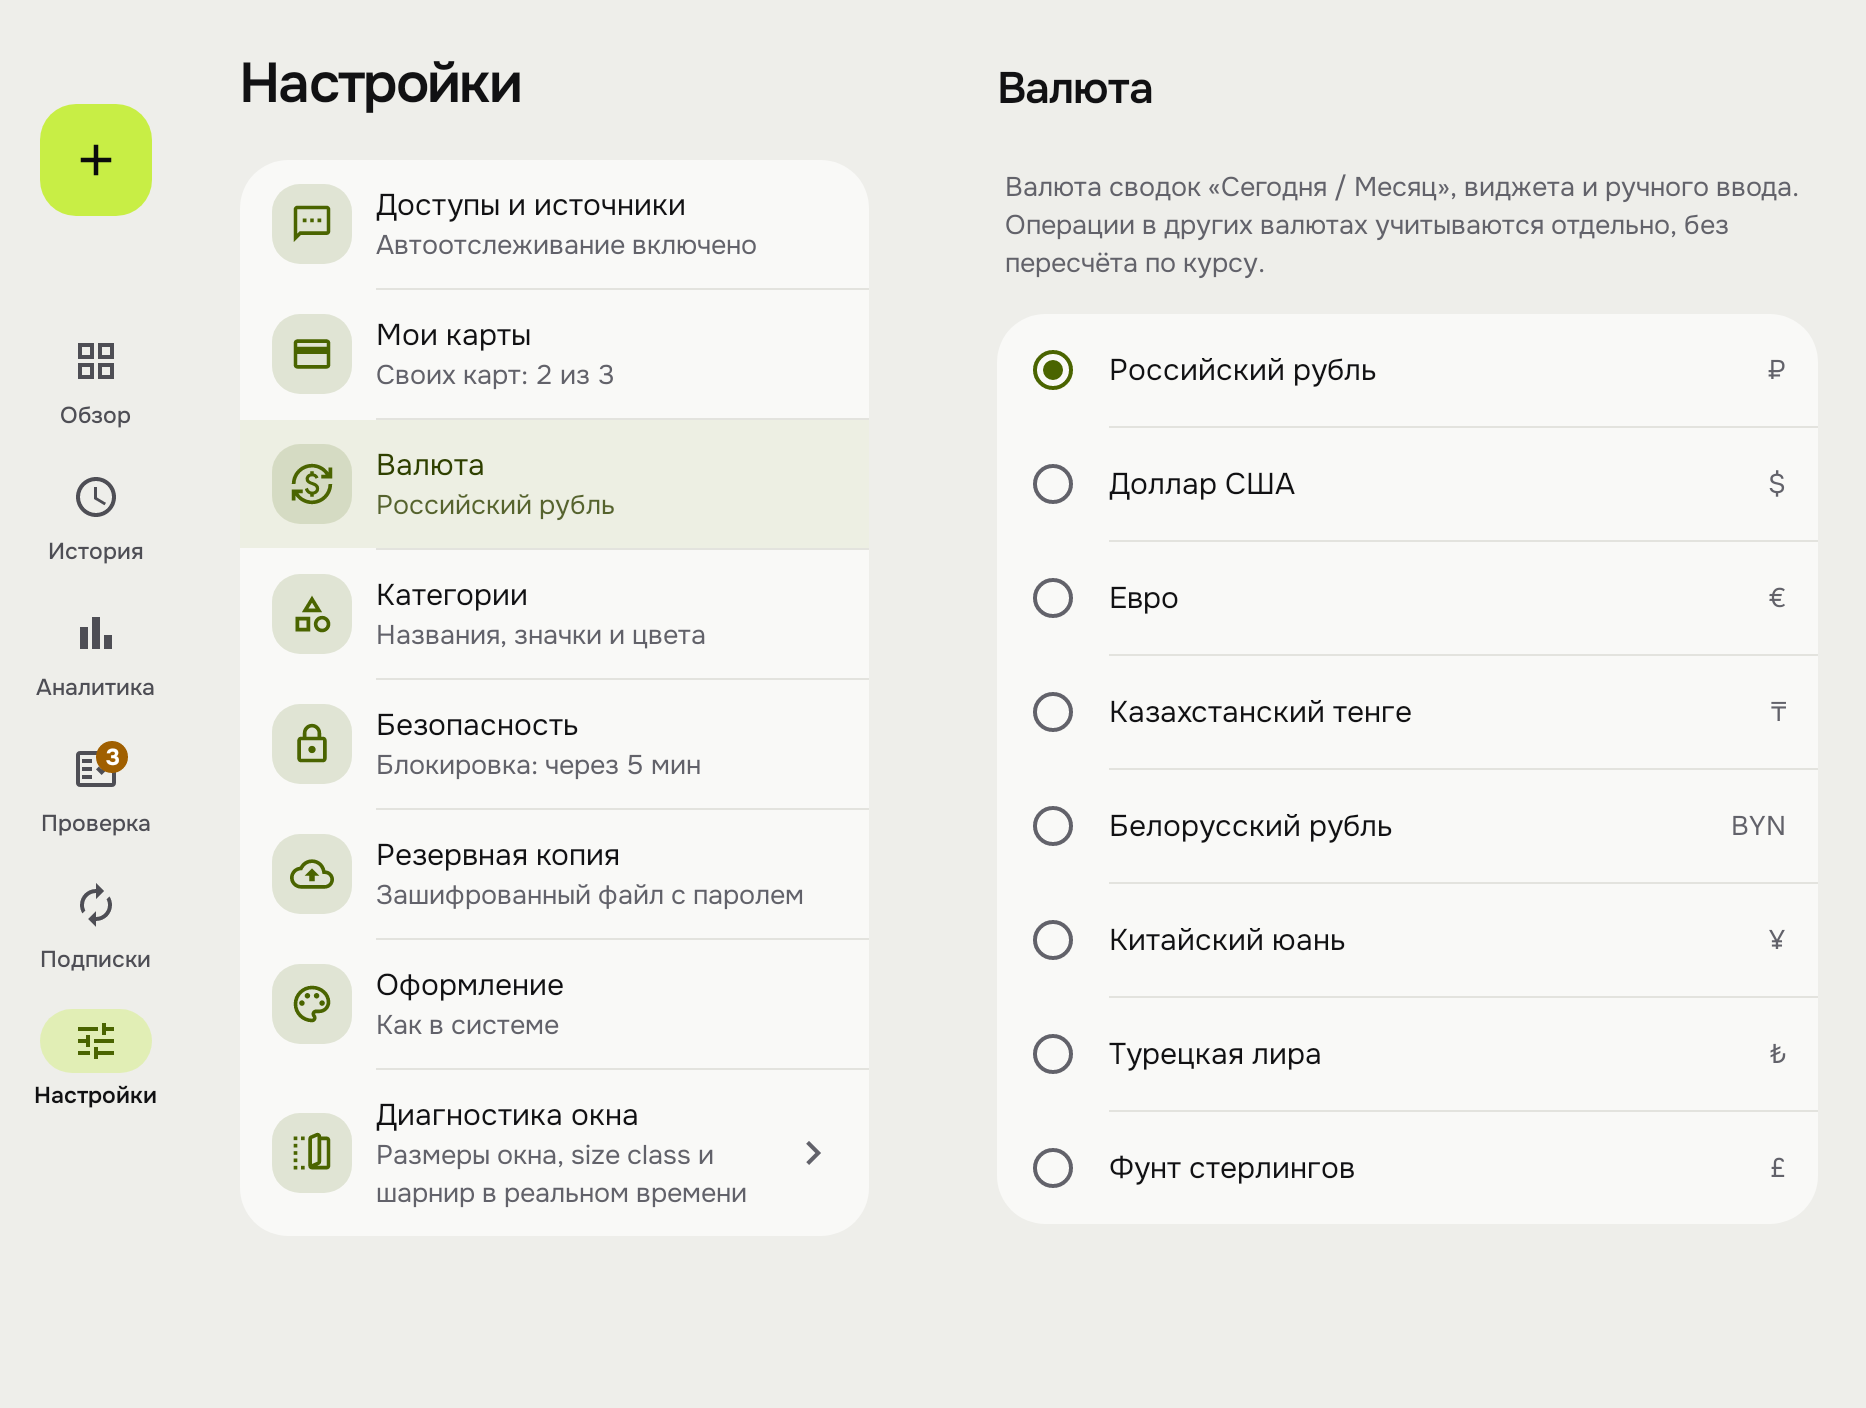 Обзор
История
Аналитика
3
Проверка
Подписки
Настройки
Настройки
Доступы и источники
Автоотслеживание включено
Мои карты
Своих карт: 2 из 3
Валюта
Российский рубль
Категории
Названия, значки и цвета
Безопасность
Блокировка: через 5 мин
Резервная копия
Зашифрованный файл с паролем
Оформление
Как в системе
Диагностика окна
Размеры окна, size class и
шарнир в реальном времени
Валюта
Валюта сводок «Сегодня / Месяц», виджета и ручного ввода.
Операции в других валютах учитываются отдельно, без
пересчёта по курсу.
Российский рубль ₽
Доллар США $
Евро €
Казахстанский тенге ₸
Белорусский рубль BYN
Китайский юань ¥
Турецкая лира ₺
Фунт стерлингов £